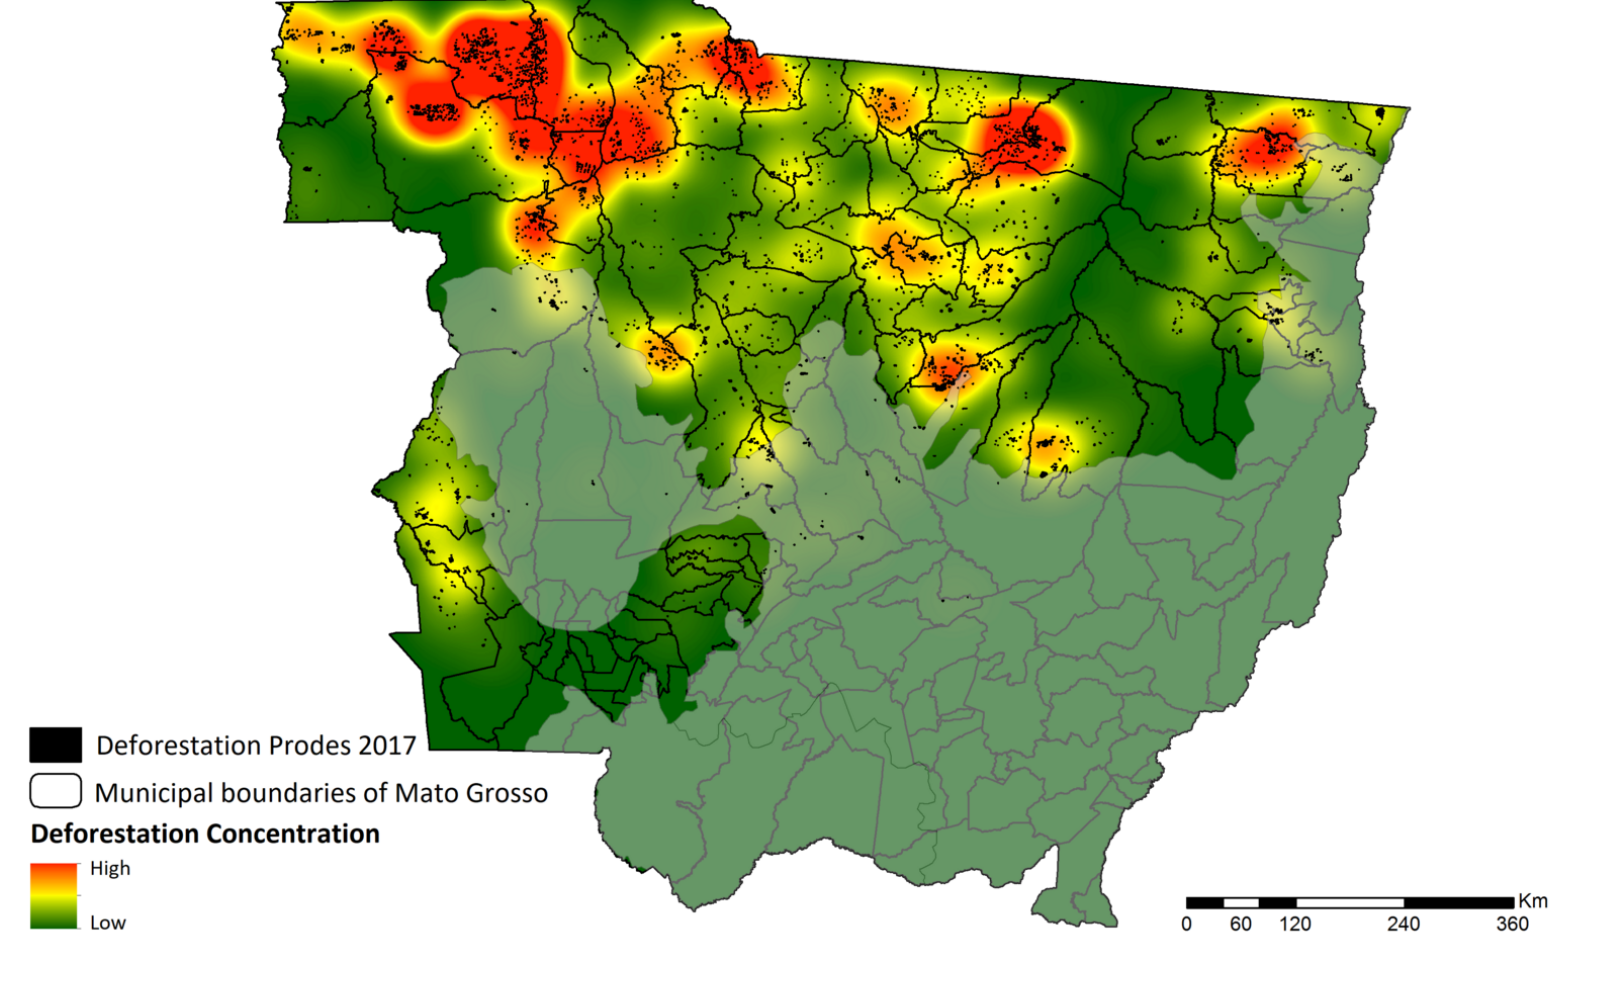 Deforestation Prodes 2017
Municipal boundaries of Mato Grosso
Deforestation Concentration
High
Low
Km
0 60 120 240 360